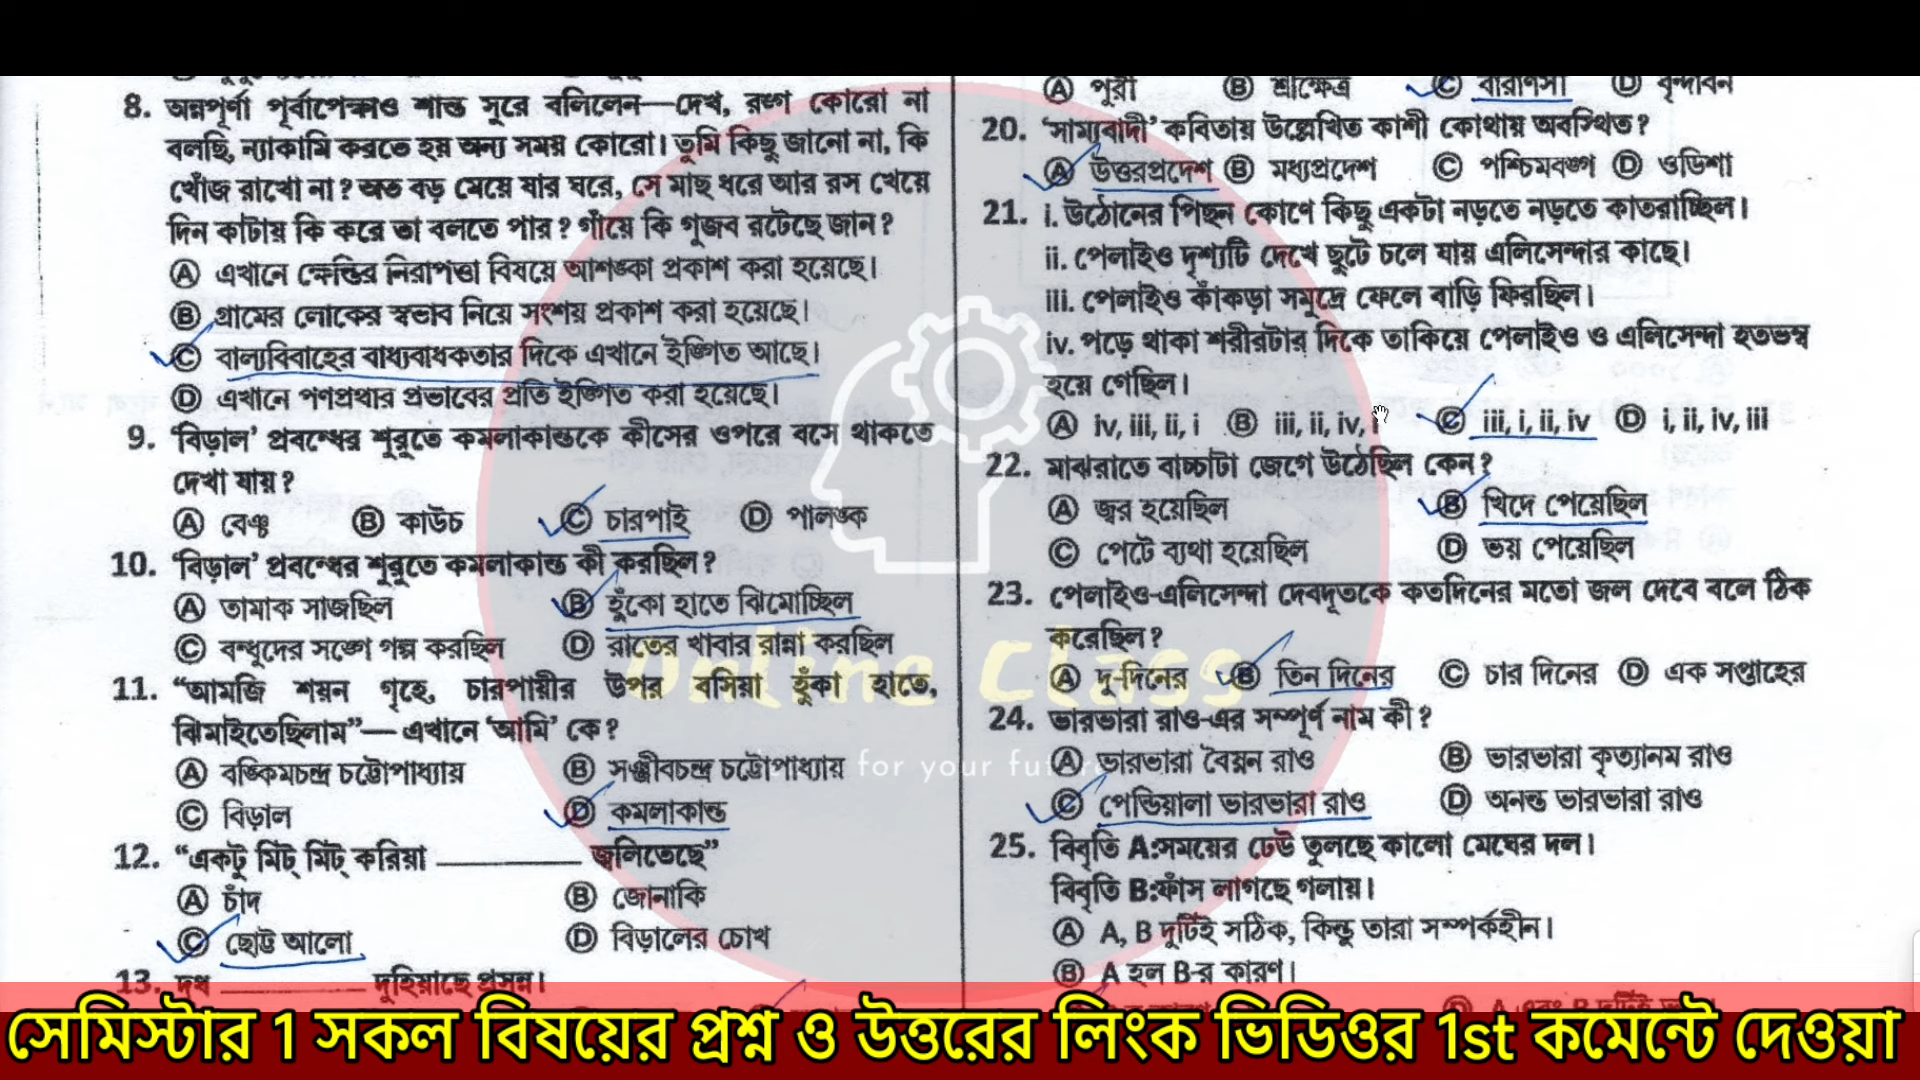 8. অন্নপূর্ণা পূর্বাপেক্ষাও শান্ত সুরে বলিলেন—দেখ, রঙ্গ কোরো না
বলছি, ন্যাকামি করতে হয় অন্য সময় কোরো। তুমি কিছু জানো না, কি
খোঁজ রাখো না? অত বড় মেয়ে যার ঘরে, সে মাছ ধরে আর রস খেয়ে
দিন কাটায় কি করে তা বলতে পার? গাঁয়ে কি গুজব রটেছে জান?
Ⓐ এখানে ক্ষেন্তির নিরাপত্তা বিষয়ে আশঙ্কা প্রকাশ করা হয়েছে।
Ⓑ গ্রামের লোকের স্বভাব নিয়ে সংশয় প্রকাশ করা হয়েছে।
Ⓒ বাল্যবিবাহের বাধ্যবাধকতার দিকে এখানে ইঙ্গিত আছে।
Ⓓ এখানে পণপ্রথার প্রভাবের প্রতি ইঙ্গিত করা হয়েছে।
9. ‘বিড়াল’ প্রবন্ধের শুরুতে কমলাকান্তকে কীসের ওপরে বসে থাকতে
দেখা যায়?
Ⓐ বেঞ্চ Ⓑ কাউচ Ⓒ চারপাই Ⓓ পালঙ্ক
10. ‘বিড়াল’ প্রবন্ধের শুরুতে কমলাকান্ত কী করছিল?
Ⓐ তামাক সাজছিল Ⓑ হুঁকো হাতে ঝিমোচ্ছিল
Ⓒ বন্ধুদের সঙ্গে গল্প করছিল Ⓓ রাতের খাবার রান্না করছিল
11. “আমজি শয়ন গৃহে, চারপায়ীর উপর বসিয়া হুঁকা হাতে,
ঝিমাইতেছিলাম”— এখানে ‘আমি’ কে?
Ⓐ বঙ্কিমচন্দ্র চট্টোপাধ্যায় Ⓑ সঞ্জীবচন্দ্র চট্টোপাধ্যায়
Ⓒ বিড়াল Ⓓ কমলাকান্ত
12. “একটু মিট্ মিট্ করিয়া ________ জ্বলিতেছে”
Ⓐ চাঁদ Ⓑ জোনাকি
Ⓒ ছোট্ট আলো Ⓓ বিড়ালের চোখ
13. দুধ ________ দুহিয়াছে প্রসন্ন।
Ⓐ পুরী Ⓑ শ্রীক্ষেত্র Ⓒ বারাণসী Ⓓ বৃন্দাবন
20. ‘সাম্যবাদী’ কবিতায় উল্লেখিত কাশী কোথায় অবস্থিত?
Ⓐ উত্তরপ্রদেশ Ⓑ মধ্যপ্রদেশ Ⓒ পশ্চিমবঙ্গ Ⓓ ওডিশা
21. i. উঠোনের পিছন কোণে কিছু একটা নড়তে নড়তে কাতরাচ্ছিল।
ii. পেলাইও দৃশ্যটি দেখে ছুটে চলে যায় এলিসেন্দার কাছে।
iii. পেলাইও কাঁকড়া সমুদ্রে ফেলে বাড়ি ফিরছিল।
iv. পড়ে থাকা শরীরটার দিকে তাকিয়ে পেলাইও ও এলিসেন্দা হতভম্ব
হয়ে গেছিল।
Ⓐ iv, iii, ii, i Ⓑ iii, ii, iv, i Ⓒ iii, i, ii, iv Ⓓ i, ii, iv, iii
22. মাঝরাতে বাচ্চাটা জেগে উঠেছিল কেন?
Ⓐ জ্বর হয়েছিল Ⓑ খিদে পেয়েছিল
Ⓒ পেটে ব্যথা হয়েছিল Ⓓ ভয় পেয়েছিল
23. পেলাইও-এলিসেন্দা দেবদূতকে কতদিনের মতো জল দেবে বলে ঠিক
করেছিল?
Ⓐ দু-দিনের Ⓑ তিন দিনের Ⓒ চার দিনের Ⓓ এক সপ্তাহের
24. ভারভারা রাও-এর সম্পূর্ণ নাম কী?
Ⓐ ভারভারা বৈয়ন রাও Ⓑ ভারভারা কৃত্যানম রাও
Ⓒ পেন্ডিয়ালা ভারভারা রাও Ⓓ অনন্ত ভারভারা রাও
25. বিবৃতি A:সময়ের ঢেউ তুলছে কালো মেঘের দল।
বিবৃতি B:ফাঁস লাগছে গলায়।
Ⓐ A, B দুটিই সঠিক, কিন্তু তারা সম্পর্কহীন।
Ⓑ A হল B-র কারণ।
Online Class
for your future
সেমিস্টার 1 সকল বিষয়ের প্রশ্ন ও উত্তরের লিংক ভিডিওর 1st কমেন্টে দেওয়া